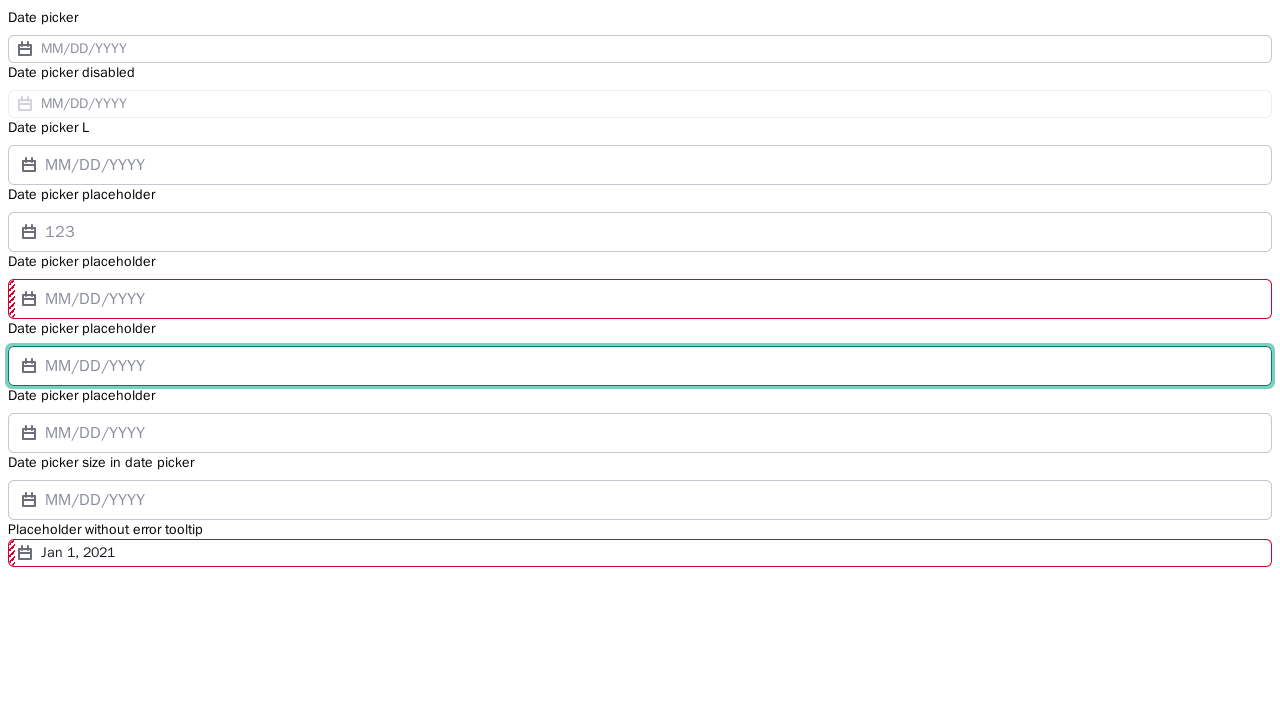 Date picker
MM/DD/YYYY
Date picker disabled
MM/DD/YYYY
Date picker L
MM/DD/YYYY
Date picker placeholder
123
Date picker placeholder
MM/DD/YYYY
Date picker placeholder
MM/DD/YYYY
Date picker placeholder
MM/DD/YYYY
Date picker size in date picker
MM/DD/YYYY
Placeholder without error tooltip
Jan 1, 2021